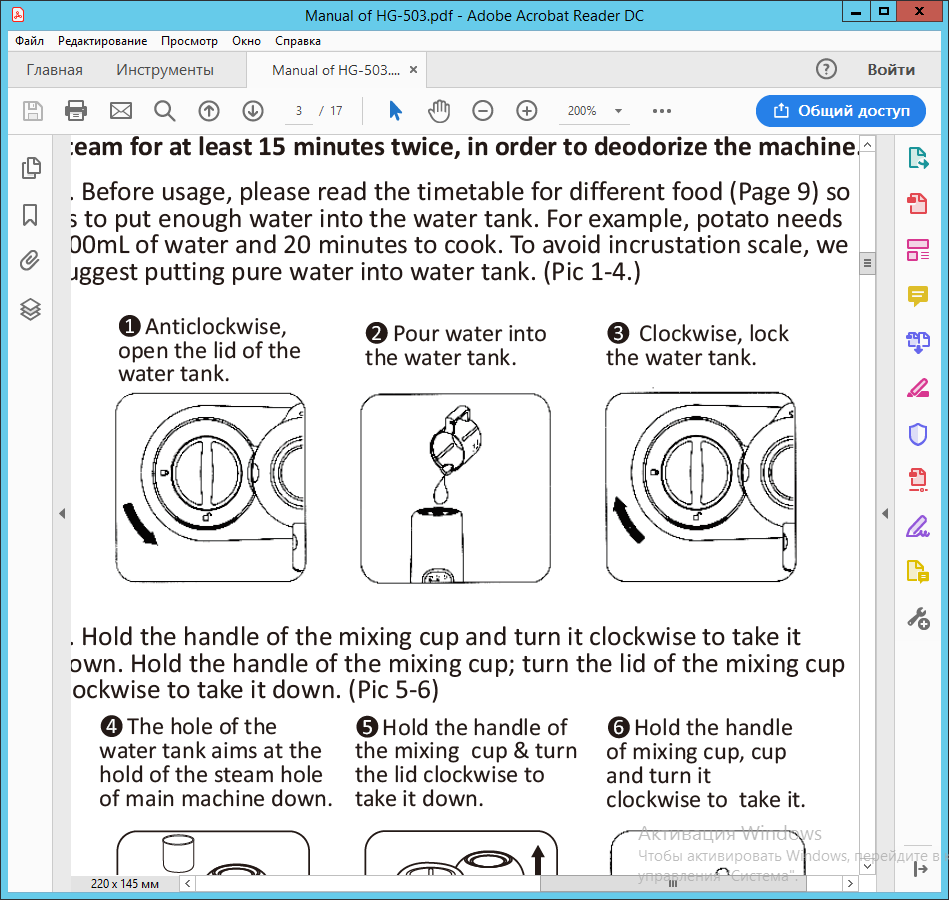 Manual of HG-503.pdf - Adobe Acrobat Reader DC
Файл Редактирование Просмотр Окно Справка
Главная Инструменты Manual of HG-503.... × ? Войти
3 / 17 200% Общий доступ
team for at least 15 minutes twice, in order to deodorize the machine.
. Before usage, please read the timetable for different food (Page 9) so
s to put enough water into the water tank. For example, potato needs
00mL of water and 20 minutes to cook. To avoid incrustation scale, we
uggest putting pure water into water tank. (Pic 1-4.)
❶ Anticlockwise,
open the lid of the
water tank.
❷ Pour water into
the water tank.
❸ Clockwise, lock
the water tank.
. Hold the handle of the mixing cup and turn it clockwise to take it
own. Hold the handle of the mixing cup; turn the lid of the mixing cup
ockwise to take it down. (Pic 5-6)
❹ The hole of the
water tank aims at the
hold of the steam hole
of main machine down.
❺ Hold the handle of
the mixing cup & turn
the lid clockwise to
take it down.
❻ Hold the handle
of mixing cup, cup
and turn it
clockwise to take it.
Активация Windows
Чтобы активировать Windows, перейдите в
управления "Система".
220 x 145 мм